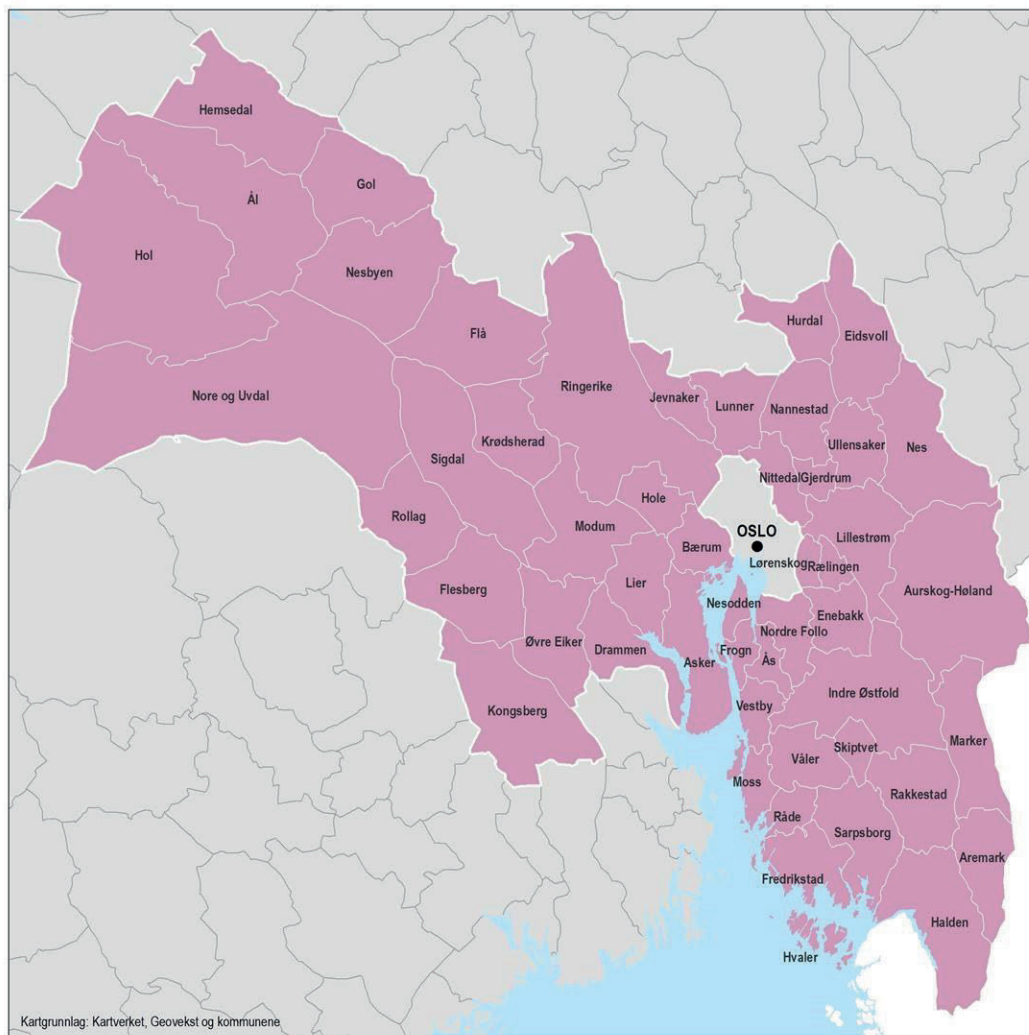 Hemsedal
Gol
Ål
Hol
Nesbyen
Flå
Hurdal
Eidsvoll
Ringerike
Nore og Uvdal
Jevnaker
Lunner
Nannestad
Krødsherad
Ullensaker
Nes
Sigdal
Nittedal
Gjerdrum
Hole
Rollag
Modum
OSLO
Lillestrøm
Bærum
Lørenskog
Rælingen
Lier
Flesberg
Aurskog-Høland
Nesodden
Enebakk
Nordre Follo
Øvre Eiker
Drammen
Frogn
Asker
Ås
Indre Østfold
Vestby
Kongsberg
Marker
Skiptvet
Våler
Moss
Rakkestad
Råde
Sarpsborg
Aremark
Fredrikstad
Halden
Hvaler
Kartgrunnlag: Kartverket, Geovekst og kommunene